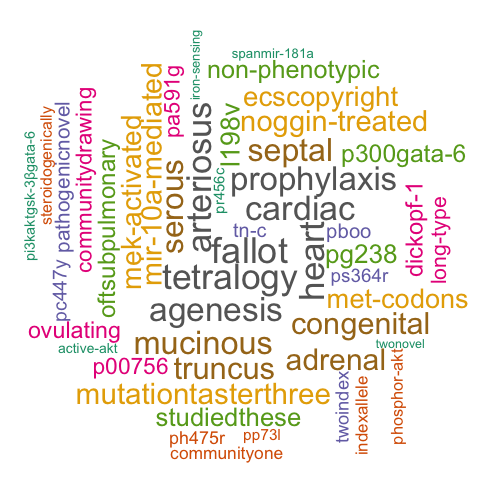 spanmir-181a
iron-sensing
non-phenotypic
pa591g
ecscopyright
l198v
noggin-treated
mir-10a-mediated
arteriosus
septal
p300gata-6
communitydrawing
steroidogenically
pi3kaktgsk-3βgata-6
pathogenicnovel
mek-activated
serous
pr456c
prophylaxis
cardiac
dickopf-1
long-type
oftsubpulmonary
tn-c
pboo
fallot
heart
pg238
pc447y
tetralogy
ps364r
agenesis
met-codons
ovulating
congenital
active-akt
mucinous
twonovel
p00756
truncus
adrenal
mutationtasterthree
twoindex
indexallele
phosphor-akt
studiedthese
ph475r
pp73l
communityone